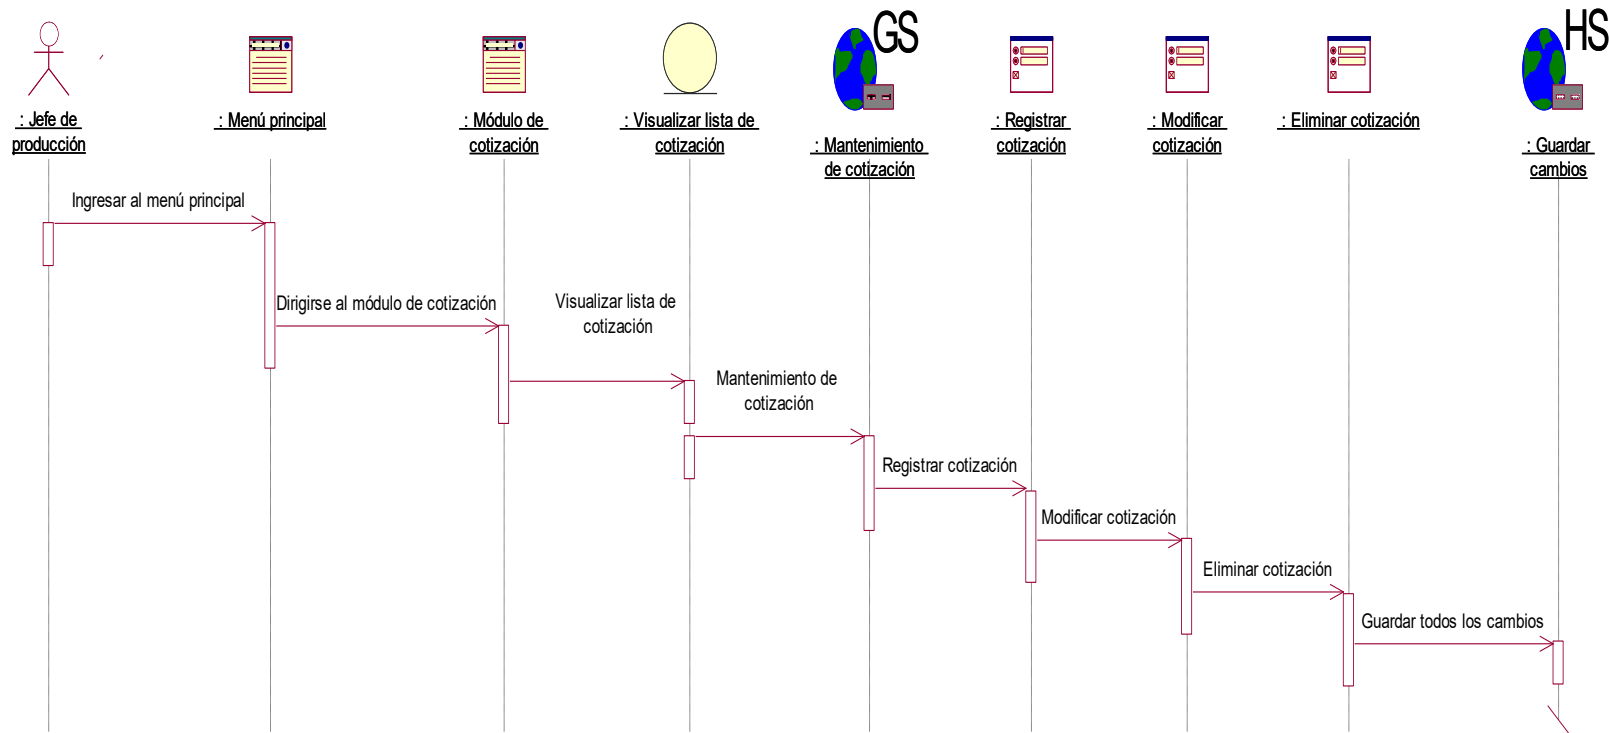 GS
HS
: Jefe de
producción
: Menú principal
: Módulo de
cotización
: Visualizar lista de
cotización
: Mantenimiento
de cotización
: Registrar
cotización
: Modificar
cotización
: Eliminar cotización
: Guardar
cambios
Ingresar al menú principal
Dirigirse al módulo de cotización
Visualizar lista de
cotización
Mantenimiento de
cotización
Registrar cotización
Modificar cotización
Eliminar cotización
Guardar todos los cambios